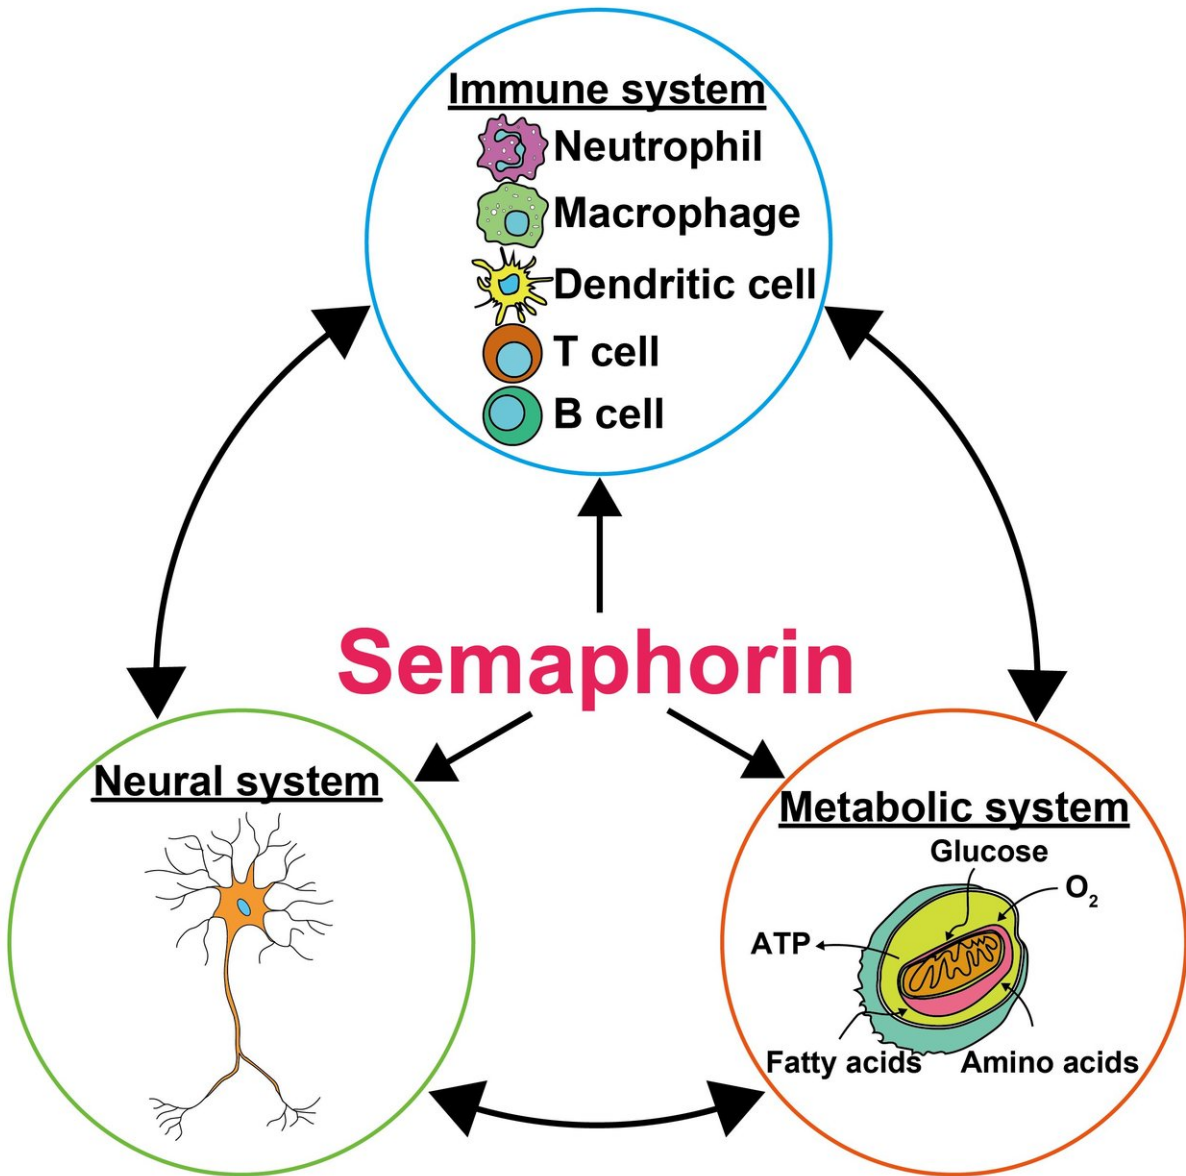 Immune system
Neutrophil
Macrophage
Dendritic cell
T cell
B cell
Semaphorin
Neural system
Metabolic system
Glucose
O₂
ATP
Fatty acids
Amino acids